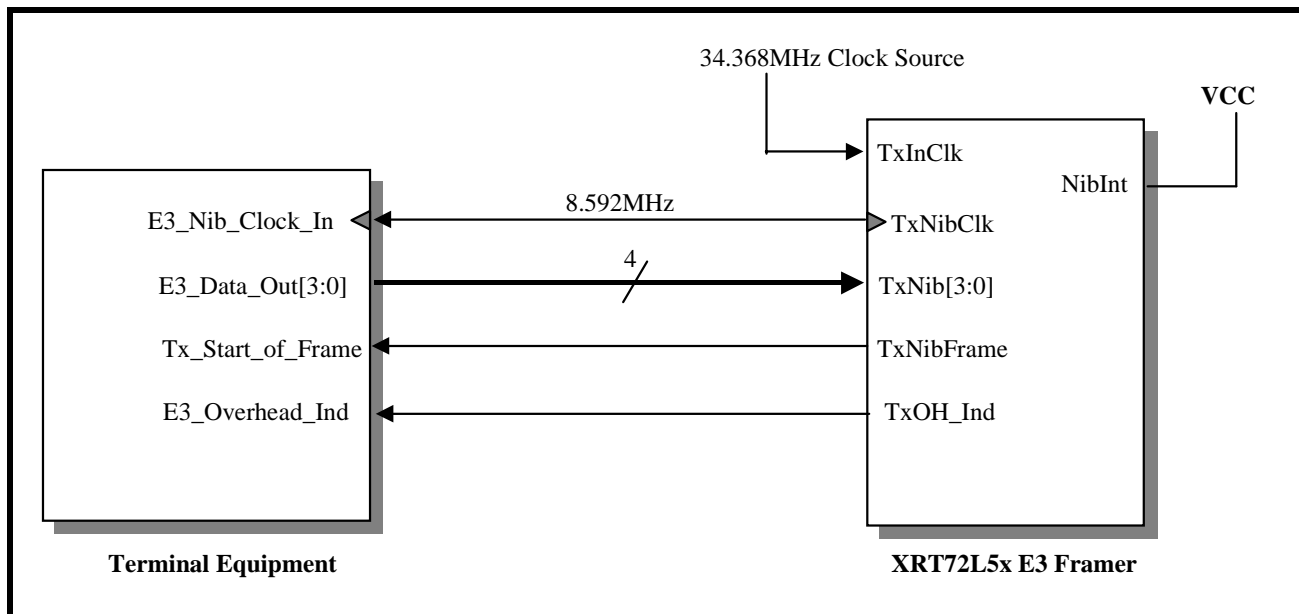 34.368MHz Clock Source
VCC
TxInClk
NibInt
E3_Nib_Clock_In
8.592MHz
TxNibClk
E3_Data_Out[3:0]
4
TxNib[3:0]
Tx_Start_of_Frame
TxNibFrame
E3_Overhead_Ind
TxOH_Ind
Terminal Equipment
XRT72L5x E3 Framer